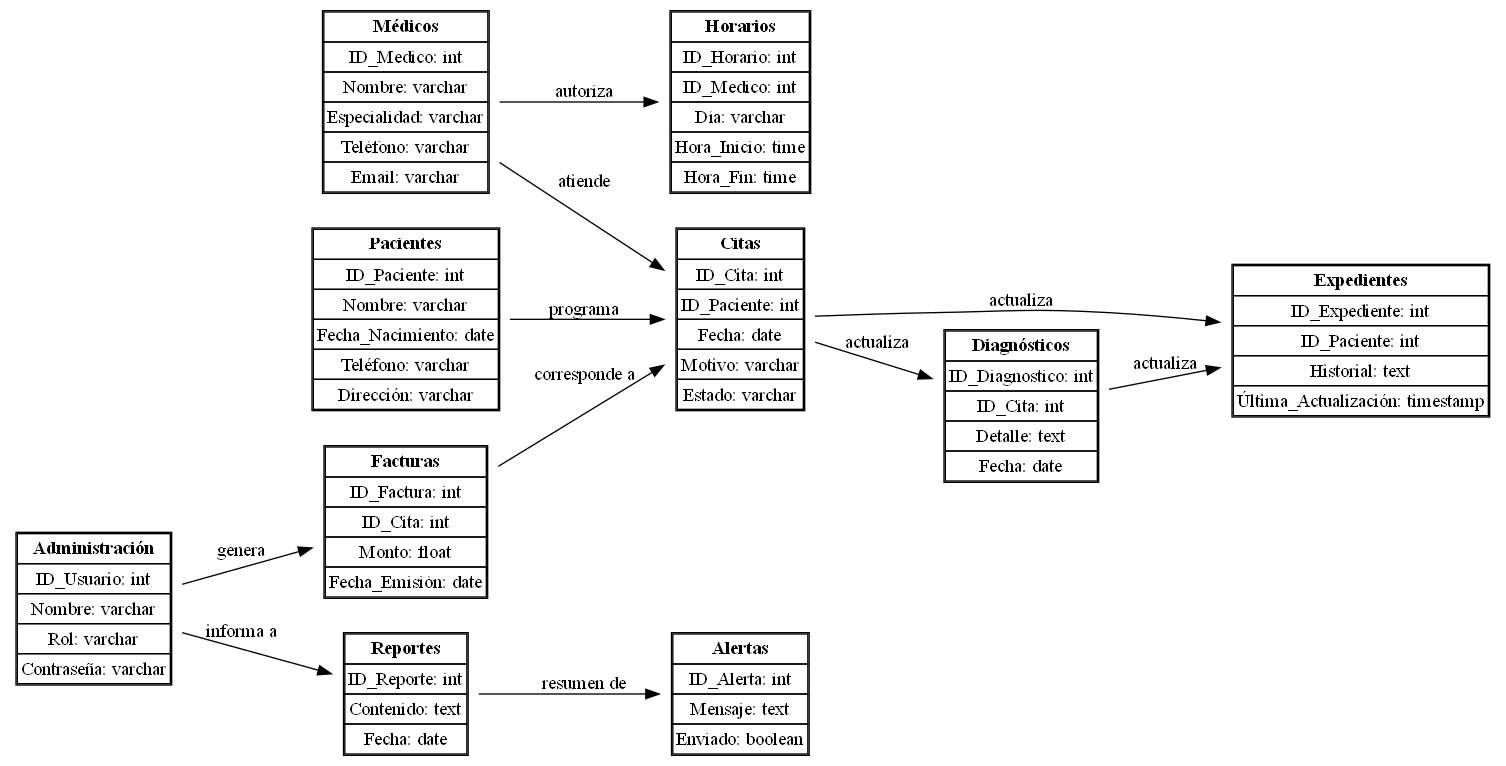 Médicos
ID_Medico: int
Nombre: varchar
Especialidad: varchar
Teléfono: varchar
Email: varchar
autoriza
atiende
Horarios
ID_Horario: int
ID_Medico: int
Día: varchar
Hora_Inicio: time
Hora_Fin: time
Pacientes
ID_Paciente: int
Nombre: varchar
Fecha_Nacimiento: date
Teléfono: varchar
Dirección: varchar
programa
Citas
ID_Cita: int
ID_Paciente: int
Fecha: date
Motivo: varchar
Estado: varchar
actualiza
actualiza
Diagnósticos
ID_Diagnostico: int
ID_Cita: int
Detalle: text
Fecha: date
actualiza
Expedientes
ID_Expediente: int
ID_Paciente: int
Historial: text
Última_Actualización: timestamp
corresponde a
Facturas
ID_Factura: int
ID_Cita: int
Monto: float
Fecha_Emisión: date
Administración
ID_Usuario: int
Nombre: varchar
Rol: varchar
Contraseña: varchar
genera
informa a
Reportes
ID_Reporte: int
Contenido: text
Fecha: date
resumen de
Alertas
ID_Alerta: int
Mensaje: text
Enviado: boolean